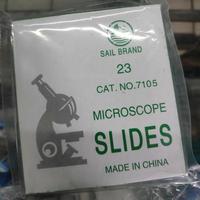 SAIL BRAND
23
CAT. NO.7105
MICROSCOPE
SLIDES
MADE IN CHINA